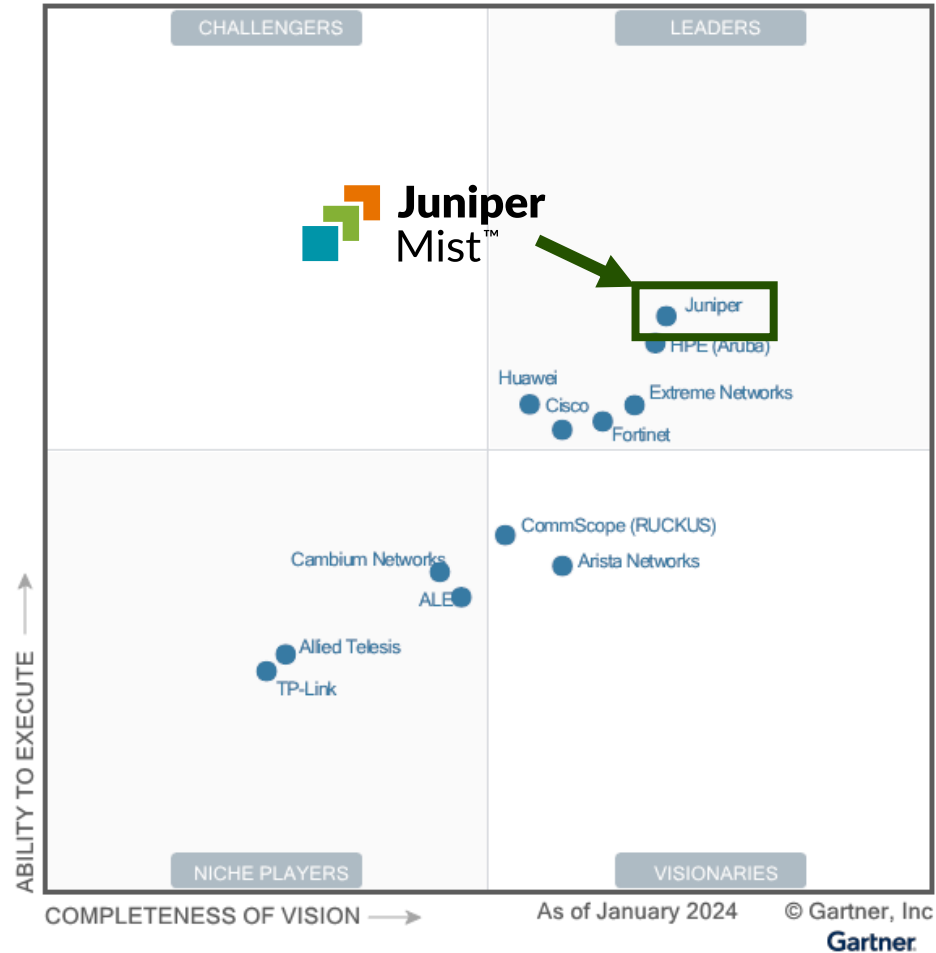 CHALLENGERS
LEADERS
Juniper
Mist™
Juniper
HPE (Aruba)
Huawei
Extreme Networks
Cisco
Fortinet
CommScope (RUCKUS)
Cambium Networks
Arista Networks
ALE
Allied Telesis
TP-Link
ABILITY TO EXECUTE
NICHE PLAYERS
VISIONARIES
COMPLETENESS OF VISION
As of January 2024
© Gartner, Inc
Gartner.